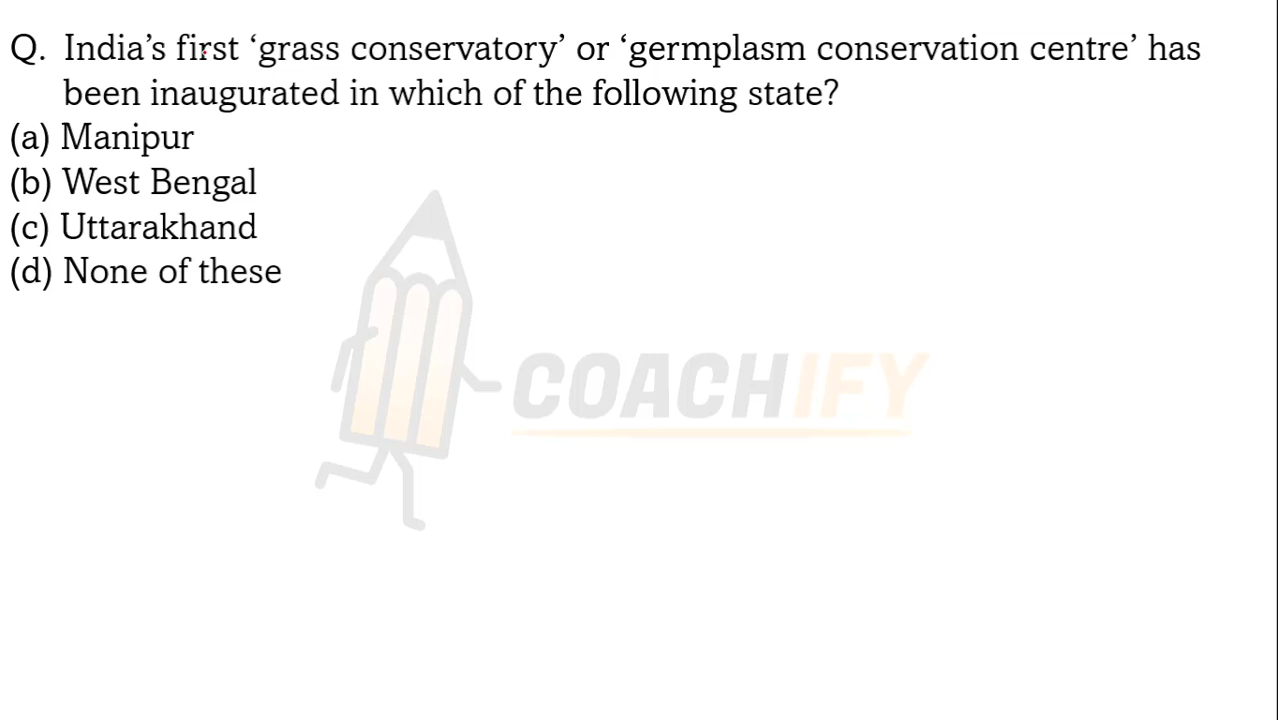 Q. India’s first ‘grass conservatory’ or ‘germplasm conservation centre’ has
been inaugurated in which of the following state?
(a) Manipur
(b) West Bengal
(c) Uttarakhand
(d) None of these
COACHIFY